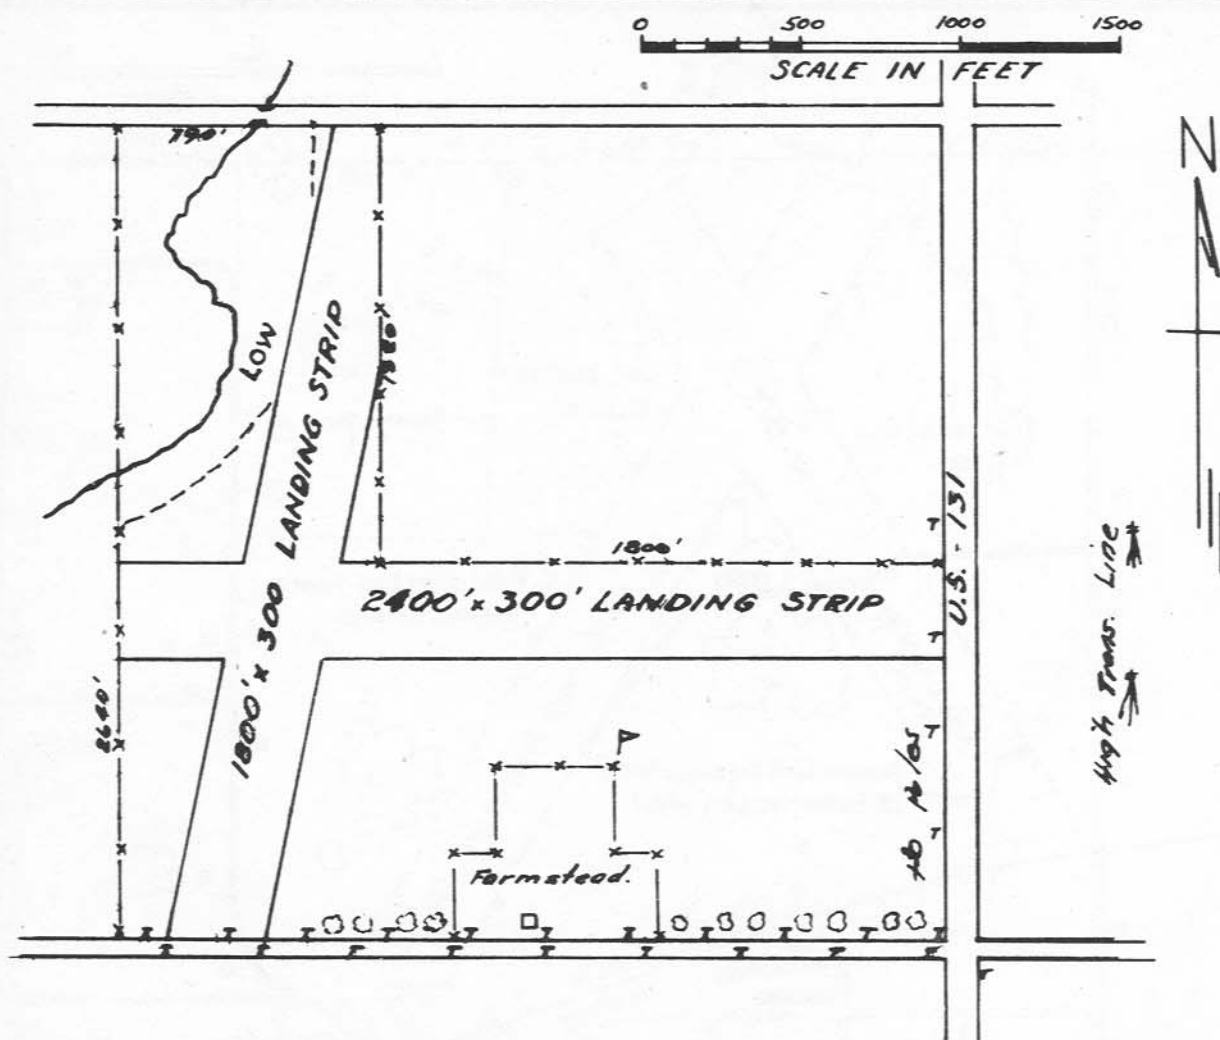 0 500 1000 1500
SCALE IN FEET
N
790'
LOW
LANDING STRIP
1800'
U.S. - 131
High Trans. Line
2400' x 300' LANDING STRIP
1800' x 300
2640'
Farmstead.